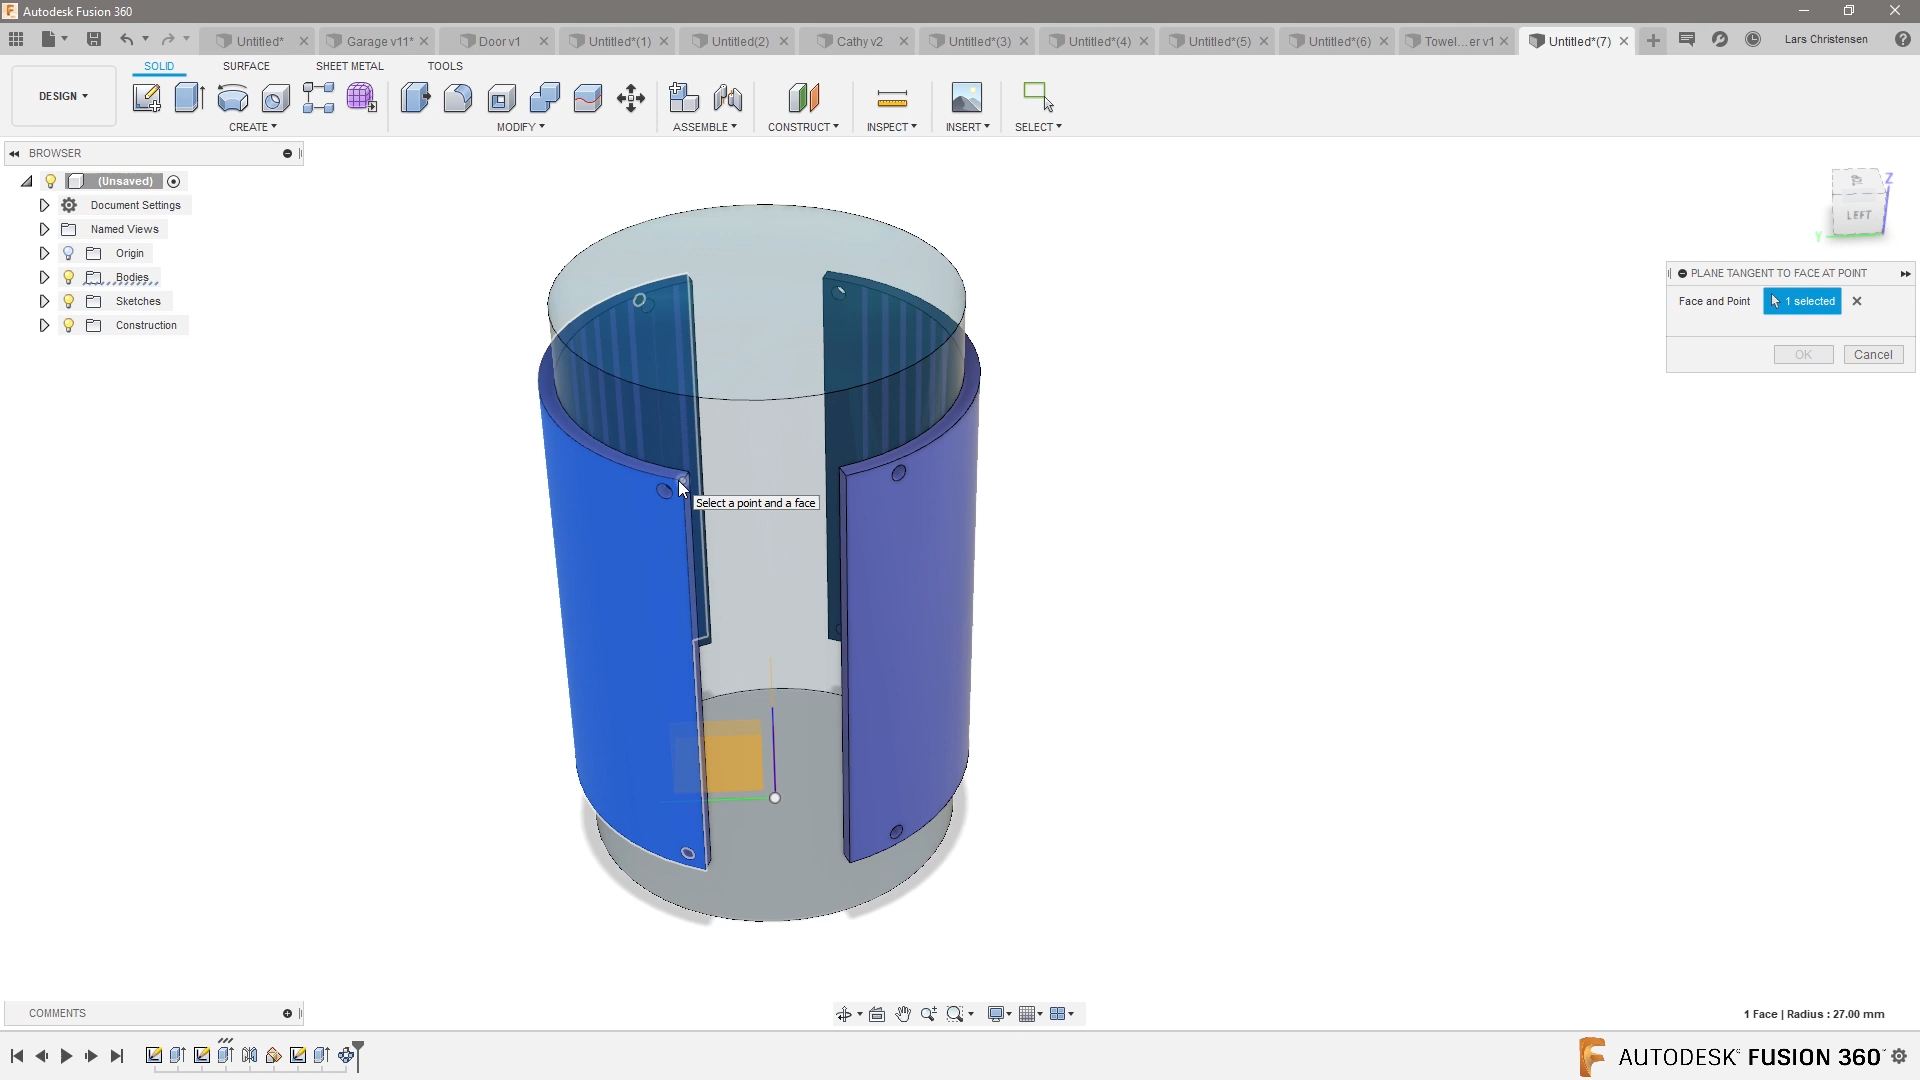 Autodesk Fusion 360
Untitled*
Garage v11*
Door v1
Untitled*(1)
Untitled(2)
Cathy v2
Untitled*(3)
Untitled*(4)
Untitled*(5)
Untitled*(6)
Towel...er v1
Untitled*(7)
Lars Christensen
SOLID
SURFACE
SHEET METAL
TOOLS
DESIGN
CREATE
MODIFY
ASSEMBLE
CONSTRUCT
INSPECT
INSERT
SELECT
BROWSER
(Unsaved)
Document Settings
Named Views
Origin
Bodies
Sketches
Construction
Z
LEFT
Y
PLANE TANGENT TO FACE AT POINT
Face and Point
1 selected
OK
Cancel
Select a point and a face
COMMENTS
1 Face | Radius : 27.00 mm
AUTODESK® FUSION 360™